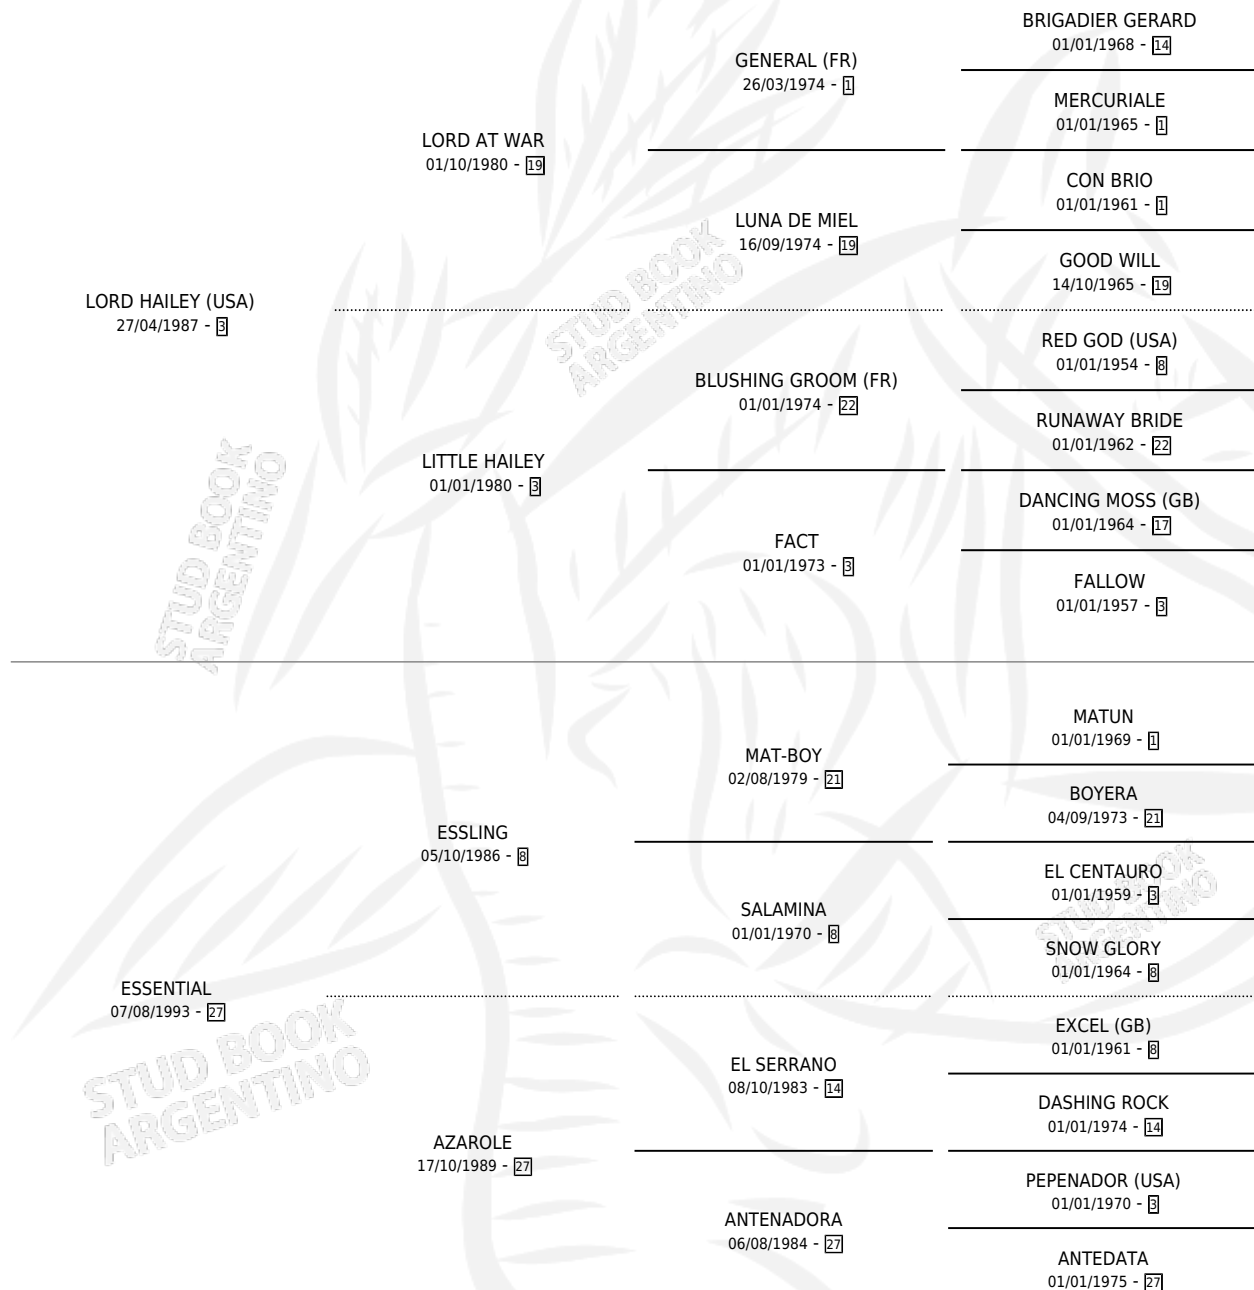 BRIGADIER GERARD
01/01/1968 - 14
GENERAL (FR)
26/03/1974 - 1
MERCURIALE
01/01/1965 - 1
LORD AT WAR
01/10/1980 - 19
CON BRIO
01/01/1961 - 1
LUNA DE MIEL
16/09/1974 - 19
GOOD WILL
14/10/1965 - 19
LORD HAILEY (USA)
27/04/1987 - 3
RED GOD (USA)
01/01/1954 - 8
BLUSHING GROOM (FR)
01/01/1974 - 22
RUNAWAY BRIDE
01/01/1962 - 22
LITTLE HAILEY
01/01/1980 - 3
DANCING MOSS (GB)
01/01/1964 - 17
FACT
01/01/1973 - 3
FALLOW
01/01/1957 - 3
MATUN
01/01/1969 - 1
MAT-BOY
02/08/1979 - 21
BOYERA
04/09/1973 - 21
ESSLING
05/10/1986 - 8
EL CENTAURO
01/01/1959 - 3
SALAMINA
01/01/1970 - 8
SNOW GLORY
01/01/1964 - 8
ESSENTIAL
07/08/1993 - 27
EXCEL (GB)
01/01/1961 - 8
EL SERRANO
08/10/1983 - 14
DASHING ROCK
01/01/1974 - 14
AZAROLE
17/10/1989 - 27
PEPENADOR (USA)
01/01/1970 - 3
ANTENADORA
06/08/1984 - 27
ANTEDATA
01/01/1975 - 27
STUD BOOK
ARGENTINO
STUD BOOK
ARGENTINO
STUD BOOK
ARGENTINO
STUD BOOK
ARGENTINO